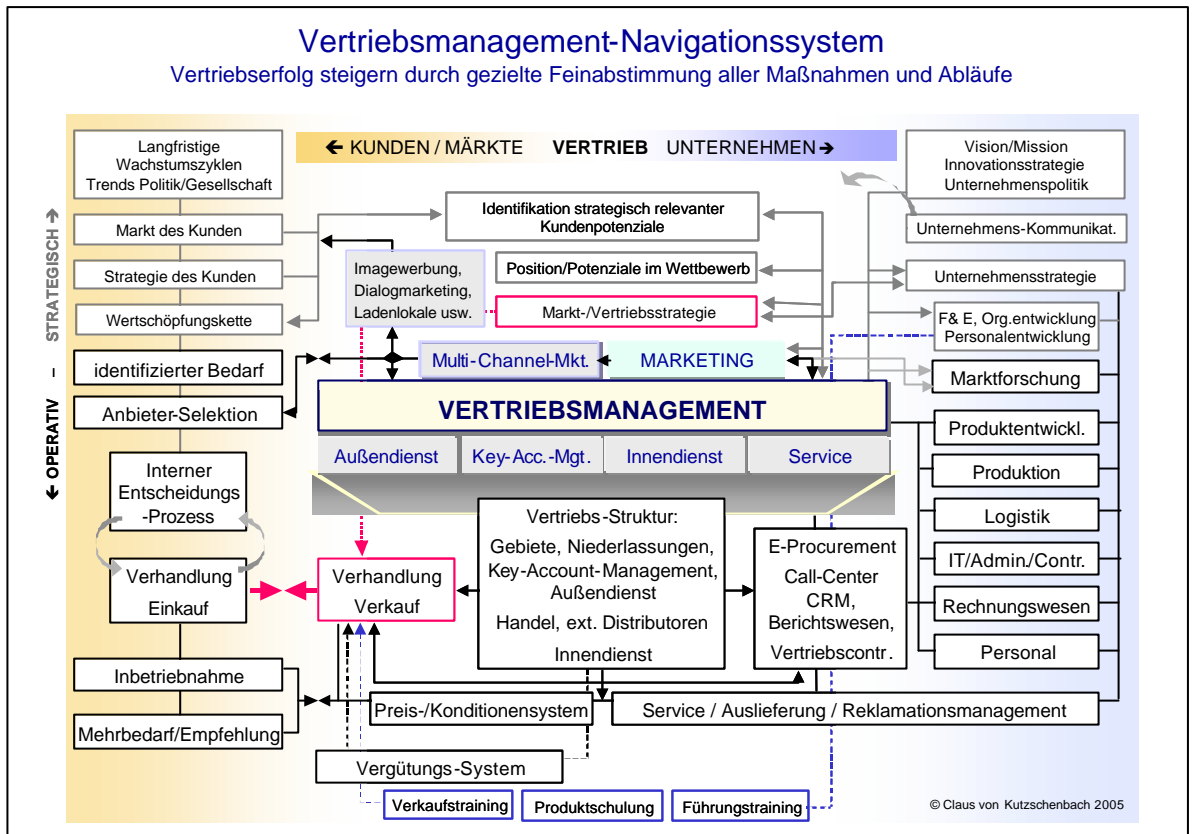 Vertriebsmanagement-Navigationssystem
Vertriebserfolg steigern durch gezielte Feinabstimmung aller Maßnahmen und Abläufe
← KUNDEN / MÄRKTE VERTRIEB UNTERNEHMEN →
← OPERATIV – STRATEGISCH →
Langfristige
Wachstumszyklen
Trends Politik/Gesellschaft
Markt des Kunden
Strategie des Kunden
Wertschöpfungskette
identifizierter Bedarf
Anbieter-Selektion
Interner
Entscheidungs
-Prozess
Verhandlung
Einkauf
Inbetriebnahme
Mehrbedarf/Empfehlung
Identifikation strategisch relevanter
Kundenpotenziale
Imagewerbung,
Dialogmarketing,
Ladenlokale usw.
Position/Potenziale im Wettbewerb
Markt-/Vertriebsstrategie
Multi-Channel-Mkt.
MARKETING
VERTRIEBSMANAGEMENT
Außendienst
Key-Acc.-Mgt.
Innendienst
Service
Verhandlung
Verkauf
Vertriebs-Struktur:
Gebiete, Niederlassungen,
Key-Account-Management,
Außendienst
Handel, ext. Distributoren
Innendienst
E-Procurement
Call-Center
CRM,
Berichtswesen,
Vertriebscontr.
Preis-/Konditionensystem
Service / Auslieferung / Reklamationsmanagement
Vergütungs-System
Verkaufstraining
Produktschulung
Führungstraining
Vision/Mission
Innovationsstrategie
Unternehmenspolitik
Unternehmens-Kommunikat.
Unternehmensstrategie
F& E, Org.entwicklung
Personalentwicklung
Marktforschung
Produktentwickl.
Produktion
Logistik
IT/Admin./Contr.
Rechnungswesen
Personal
© Claus von Kutzschenbach 2005